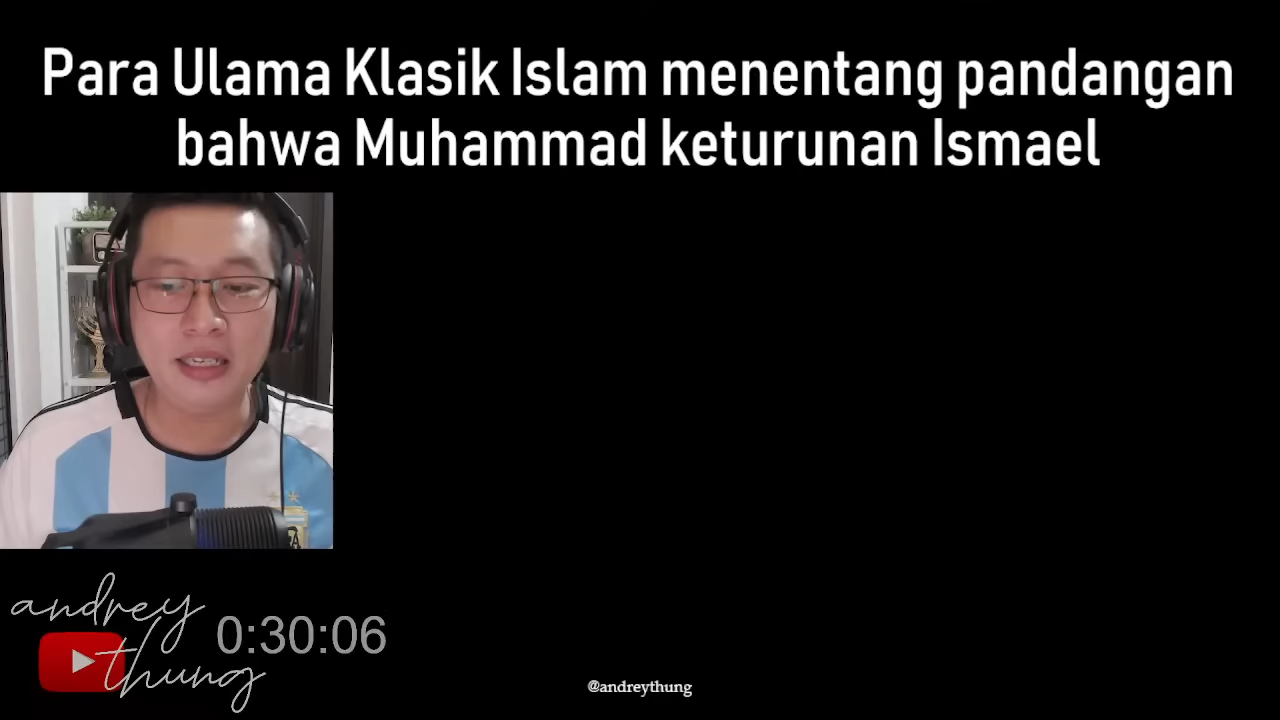 Para Ulama Klasik Islam menentang pandangan
bahwa Muhammad keturunan Ismael
andrey
thung
0:30:06
@andreythung